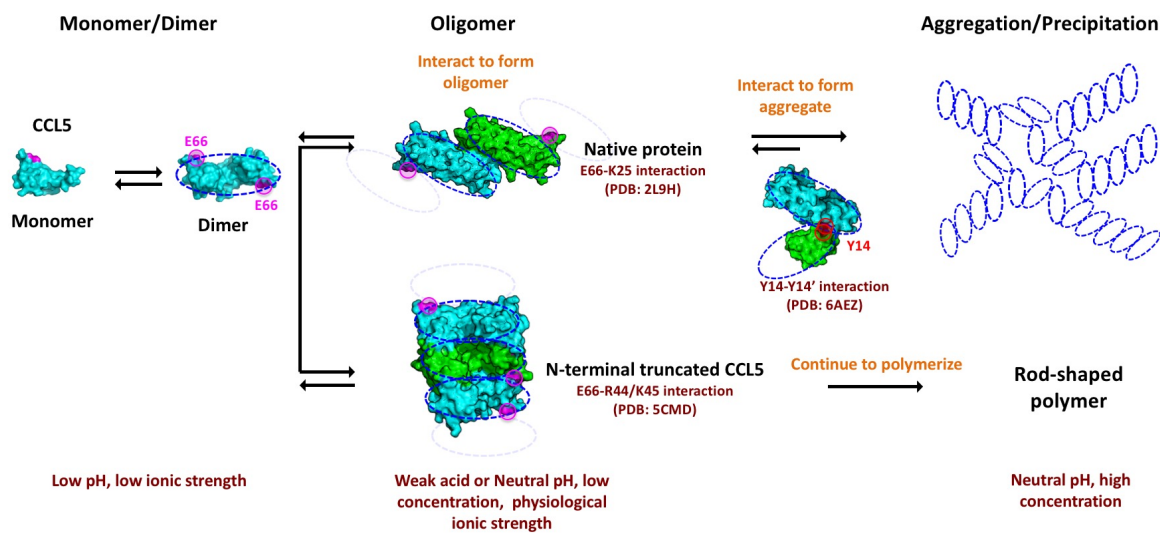 Monomer/Dimer
Oligomer
Aggregation/Precipitation
Interact to form
oligomer
Interact to form
aggregate
CCL5
E66
E66
Monomer
Dimer
Native protein
E66-K25 interaction
(PDB: 2L9H)
Y14
Y14-Y14’ interaction
(PDB: 6AEZ)
N-terminal truncated CCL5
E66-R44/K45 interaction
(PDB: 5CMD)
Continue to polymerize
Rod-shaped
polymer
Low pH, low ionic strength
Weak acid or Neutral pH, low
concentration, physiological
ionic strength
Neutral pH, high
concentration